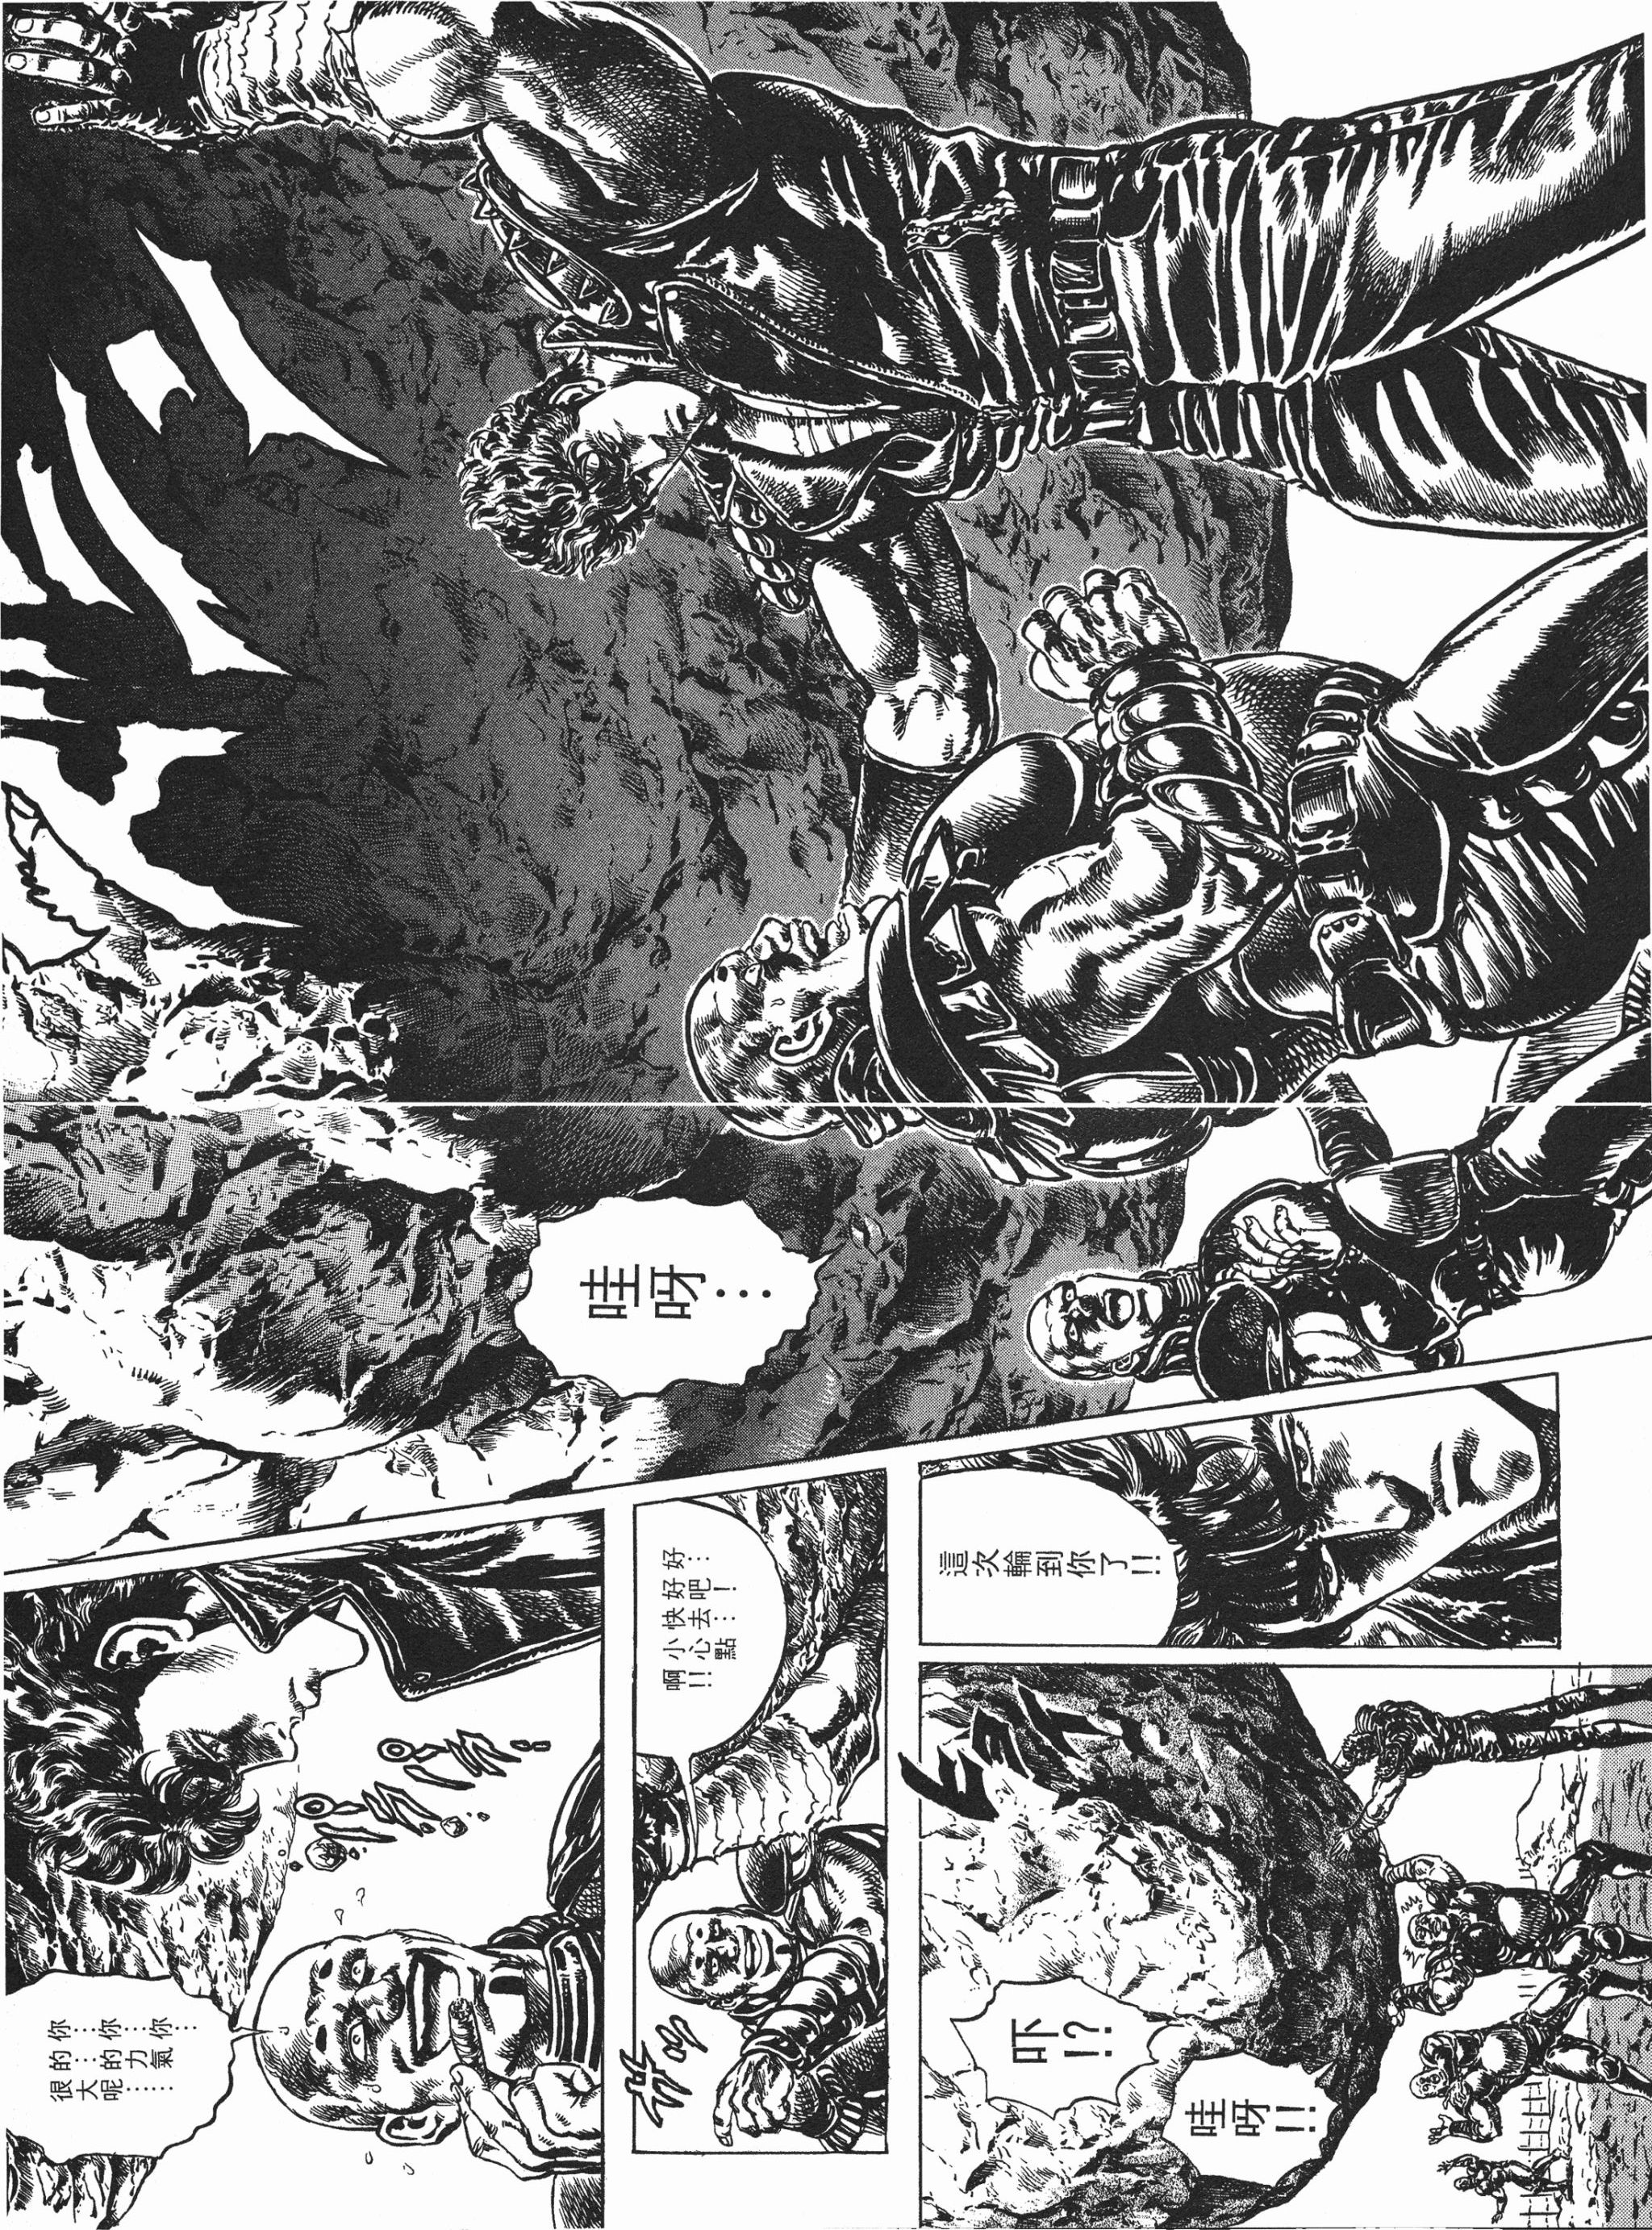 哇呀…
你…你…你…
的…的力氣
很大呢……
好…
好吧！
快去…
小心點
啊!!
這次輪到你了!!
吓!?
哇呀!!